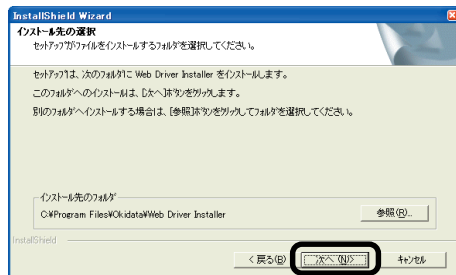 InstallShield Wizard
インストール先の選択
セットアップがファイルをインストールするフォルダを選択してください。
セットアップは、次のフォルダに Web Driver Installer をインストールします。
このフォルダへのインストールは、[次へ]ボタンをクリックします。
別のフォルダへインストールする場合は、[参照]ボタンをクリックしてフォルダを選択してください。
インストール先のフォルダ
C:¥Program Files¥Okidata¥Web Driver Installer
参照(R)...
InstallShield
< 戻る(B)
次へ (N)>
キャンセル